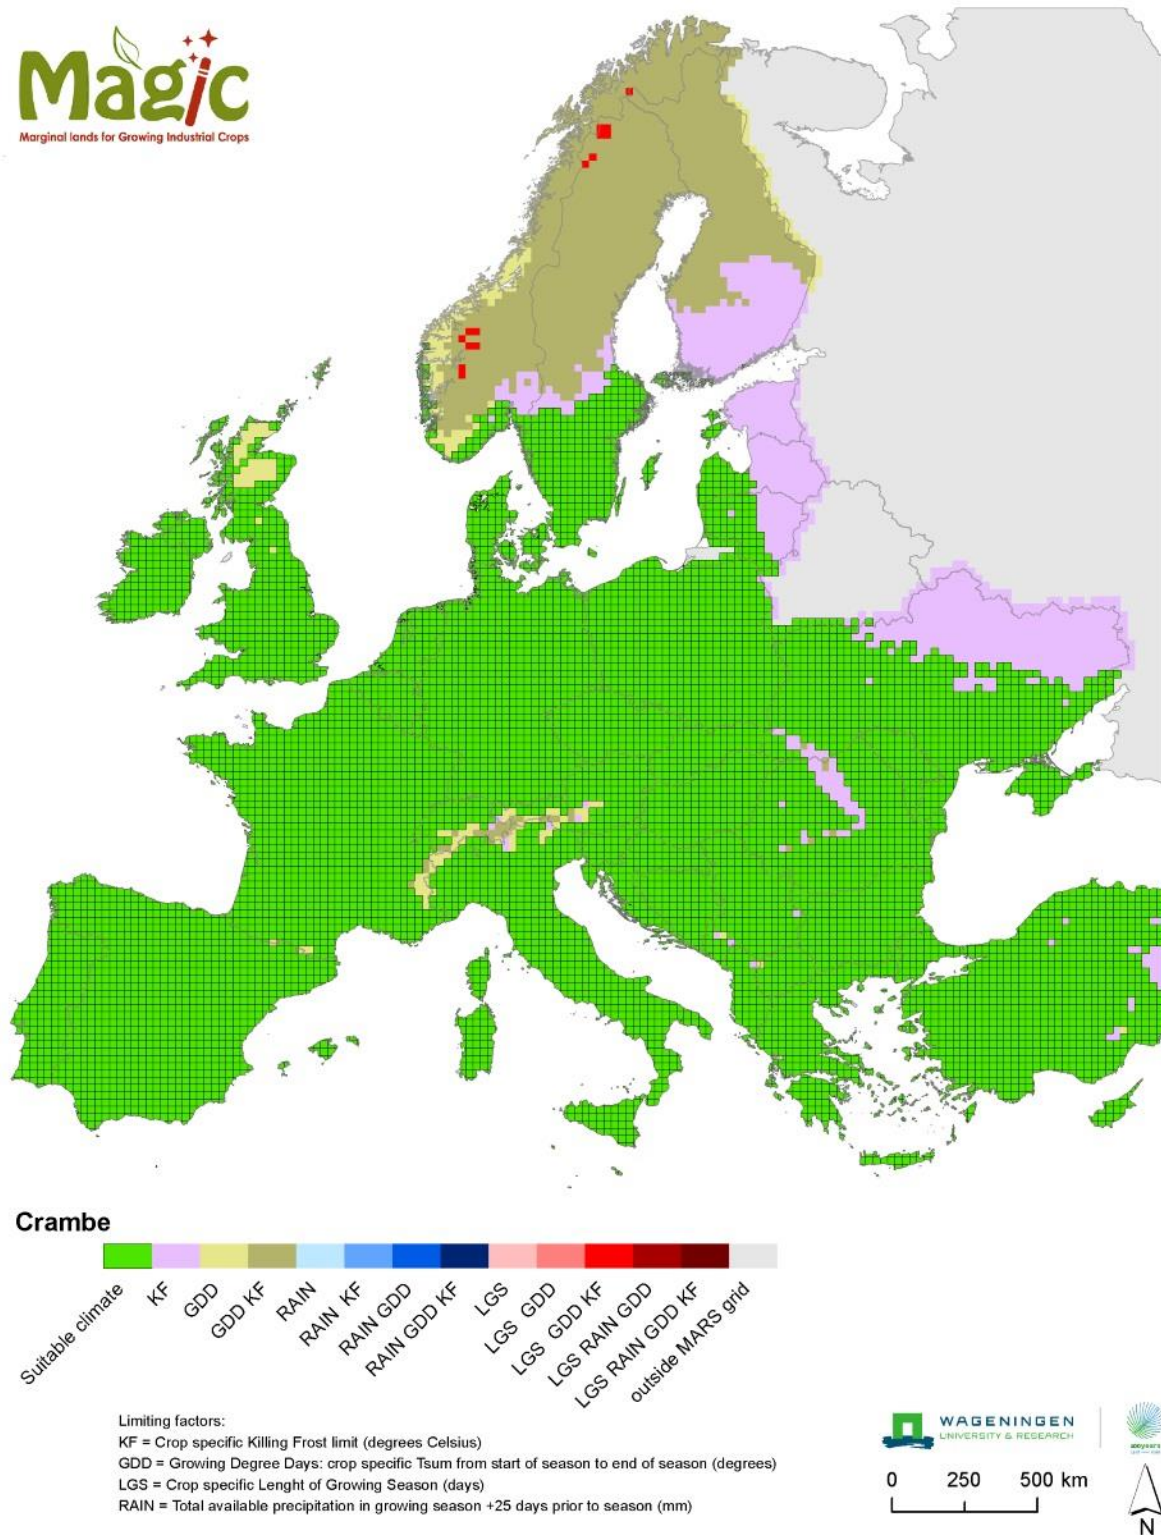 Magic
Marginal lands for Growing Industrial Crops
Crambe
Suitable climate
KF
GDD
GDD KF
RAIN
RAIN KF
RAIN GDD
RAIN GDD KF
LGS
LGS GDD
LGS GDD KF
LGS RAIN GDD
LGS RAIN GDD KF
outside MARS grid
Limiting factors:
KF = Crop specific Killing Frost limit (degrees Celsius)
GDD = Growing Degree Days: crop specific Tsum from start of season to end of season (degrees)
LGS = Crop specific Lenght of Growing Season (days)
RAIN = Total available precipitation in growing season +25 days prior to season (mm)
WAGENINGEN
UNIVERSITY & RESEARCH
0 250 500 km
N